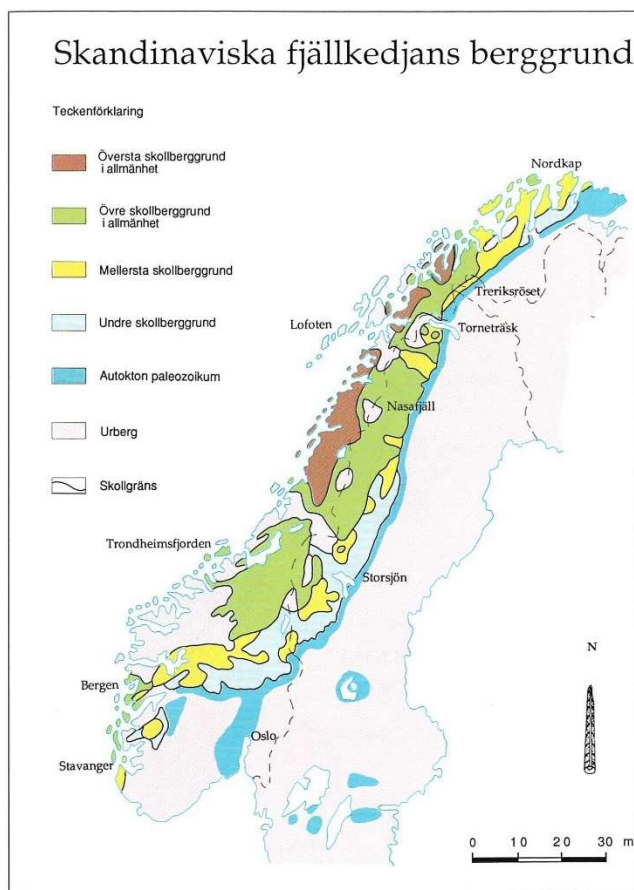 Skandinaviska fjällkedjans berggrund
Teckenförklaring
Översta skollberggrund
i allmänhet
Övre skollberggrund
i allmänhet
Mellersta skollberggrund
Undre skollberggrund
Autokton paleozoikum
Urberg
Skollgräns
Nordkap
Treriksröset
Torneträsk
Lofoten
Nasafjäll
Trondheimsfjorden
Storsjön
Bergen
Oslo
Stavanger
N
0 10 20 30 m